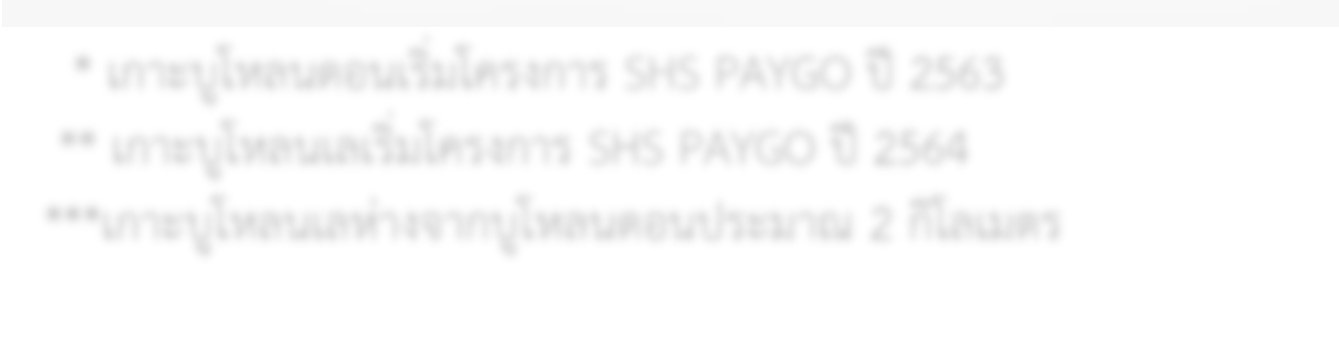 * เกาะบูโหลนดอนเริ่มโครงการ SHS PAYGO ปี 2563
** เกาะบูโหลนเลเริ่มโครงการ SHS PAYGO ปี 2564
***เกาะบูโหลนเลห่างจากบูโหลนดอนประมาณ 2 กิโลเมตร